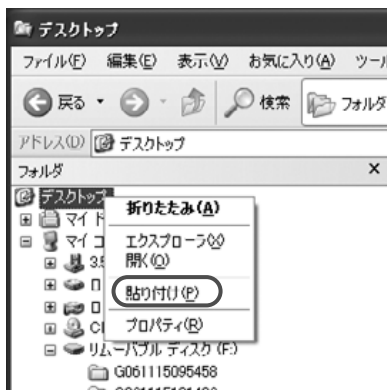 デスクトップ
ファイル(F) 編集(E) 表示(V) お気に入り(A) ツー
戻る 検索 フォルダ
アドレス(D) デスクトップ
フォルダ ×
デスクトップ
折りたたみ(A)
マイ
マイ
エクスプローラ(X)
開く(O)
貼り付け(P)
プロパティ(R)
リムーバブル ディスク (F:)
G061115095458